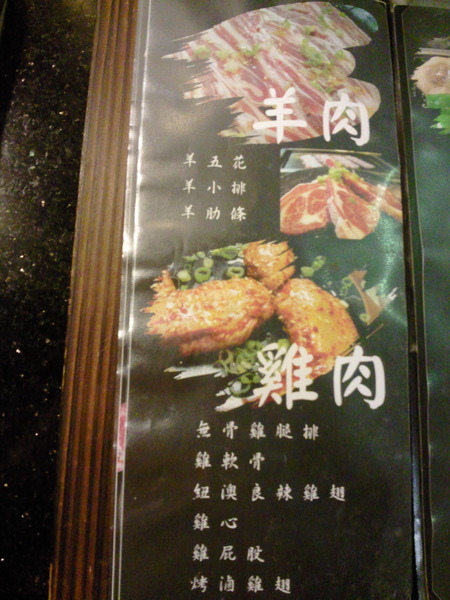 羊肉
羊五花
羊小排
羊肋條
雞肉
無骨雞腿排
雞軟骨
紐澳良辣雞翅
雞心
雞屁股
烤滷雞翅